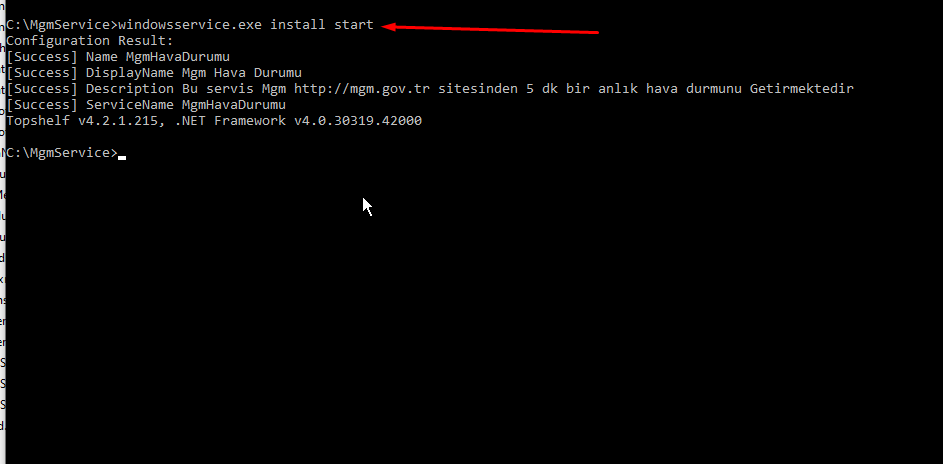 C:\MgmService>windowsservice.exe install start
Configuration Result:
[Success] Name MgmHavaDurumu
[Success] DisplayName Mgm Hava Durumu
[Success] Description Bu servis Mgm http://mgm.gov.tr sitesinden 5 dk bir anlık hava durmunu Getirmektedir
[Success] ServiceName MgmHavaDurumu
Topshelf v4.2.1.215, .NET Framework v4.0.30319.42000
C:\MgmService>